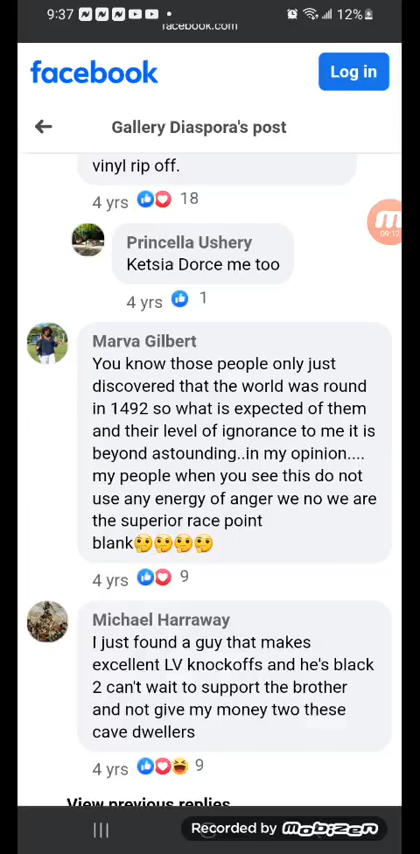 9:37
12%
facebook.com
facebook
Log in
Gallery Diaspora's post
09:12
vinyl rip off.
4 yrs 18
Princella Ushery
Ketsia Dorce me too
4 yrs 1
Marva Gilbert
You know those people only just
discovered that the world was round
in 1492 so what is expected of them
and their level of ignorance to me it is
beyond astounding..in my opinion....
my people when you see this do not
use any energy of anger we no we are
the superior race point
blank🤔🤔🤔🤔
4 yrs 9
Michael Harraway
I just found a guy that makes
excellent LV knockoffs and he's black
2 can't wait to support the brother
and not give my money two these
cave dwellers
4 yrs 9
View previous replies
Recorded by mobizen